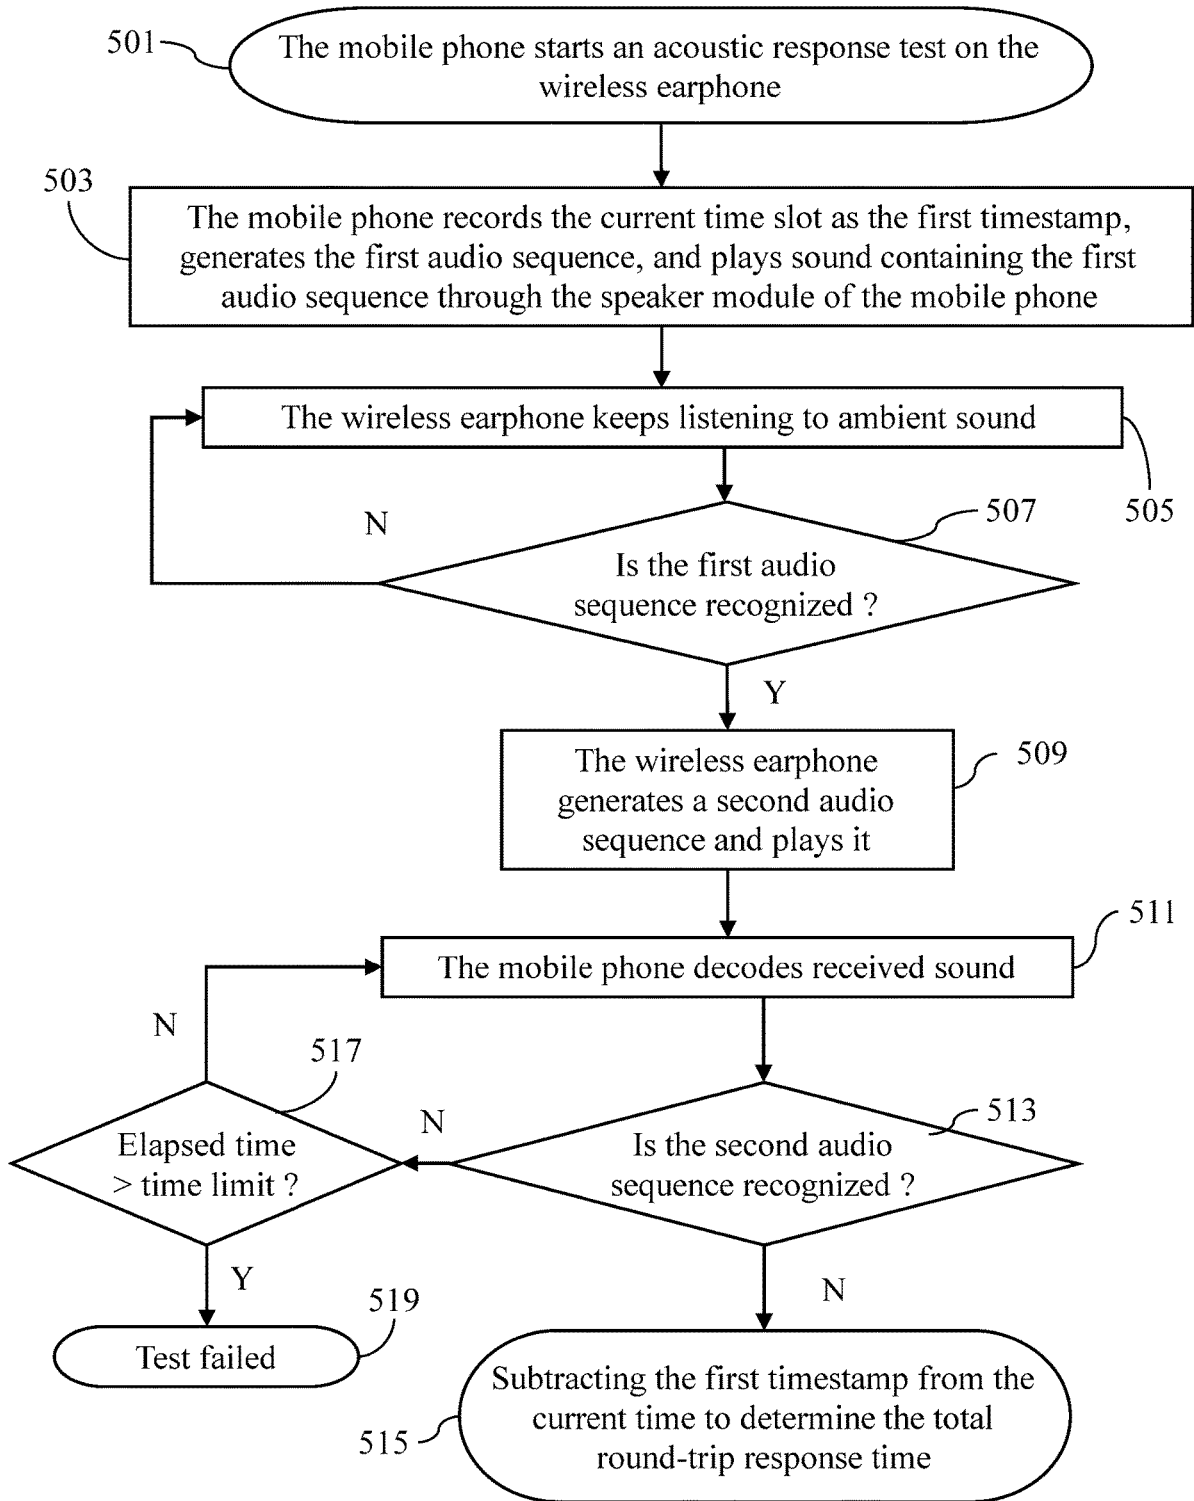 501
The mobile phone starts an acoustic response test on the
wireless earphone
503
The mobile phone records the current time slot as the first timestamp,
generates the first audio sequence, and plays sound containing the first
audio sequence through the speaker module of the mobile phone
The wireless earphone keeps listening to ambient sound
505
507
N
Is the first audio
sequence recognized ?
Y
509
The wireless earphone
generates a second audio
sequence and plays it
511
The mobile phone decodes received sound
N
517
513
N
Elapsed time
> time limit ?
Is the second audio
sequence recognized ?
Y
N
519
Test failed
Subtracting the first timestamp from the
current time to determine the total
round-trip response time
515